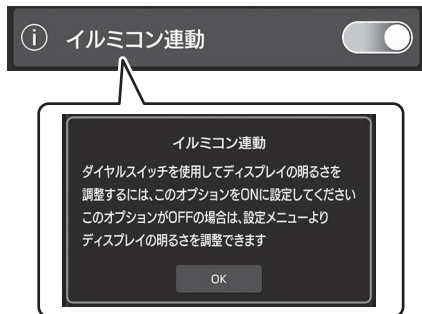 イルミコン連動
イルミコン連動
ダイヤルスイッチを使用してディスプレイの明るさを
調整するには、このオプションをONに設定してください
このオプションがOFFの場合は、設定メニューより
ディスプレイの明るさを調整できます
OK